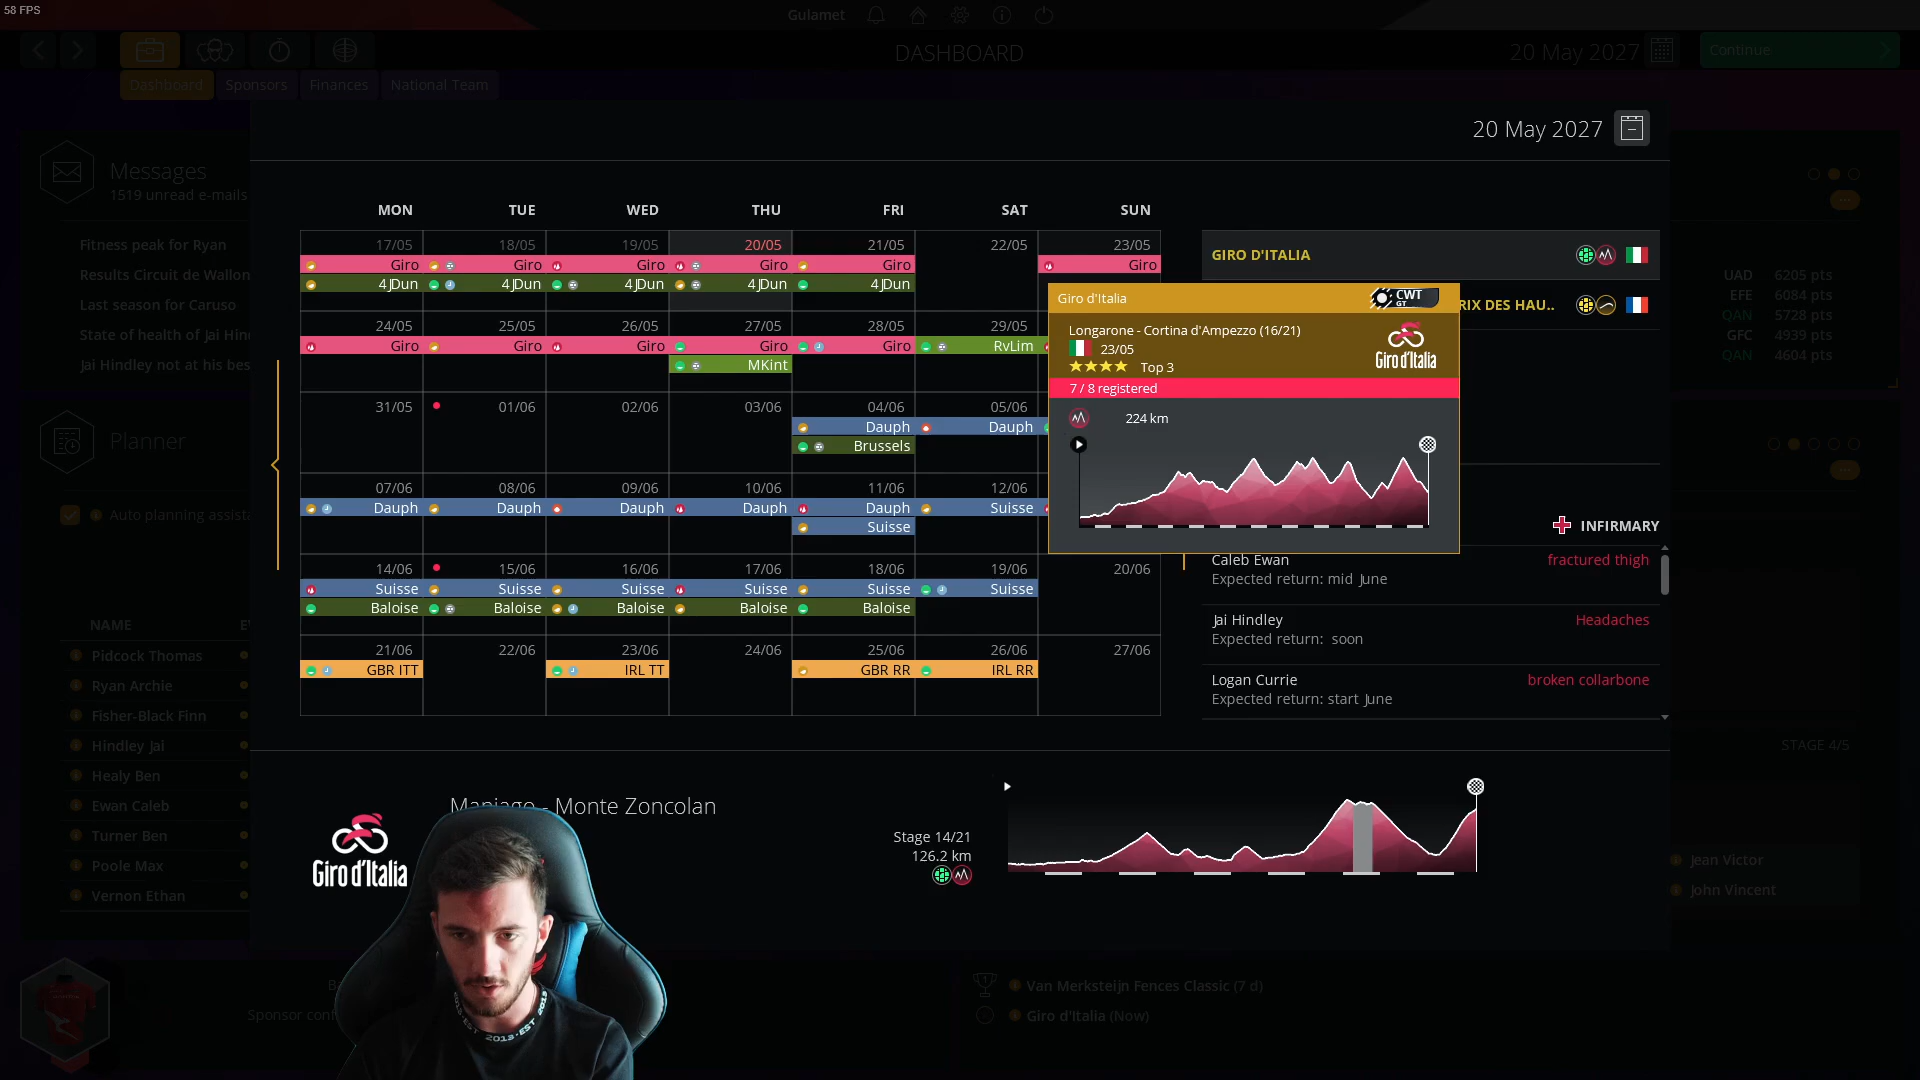 58 FPS
Gulamet
DASHBOARD
20 May 2027
Continue
Dashboard
Sponsors
Finances
National Team
20 May 2027
Messages
1519 unread e-mails
Fitness peak for Ryan
Results Circuit de Wallon
Last season for Caruso
State of health of Jai Hin
Jai Hindley not at his bes
Planner
Auto planning assista
NAME
Pidcock Thomas
Ryan Archie
Fisher-Black Finn
Hindley Jai
Healy Ben
Ewan Caleb
Turner Ben
Poole Max
Vernon Ethan
MON TUE WED THU FRI SAT SUN
17/05 18/05 19/05 20/05 21/05 22/05 23/05
Giro Giro Giro Giro Giro Giro
4JDun 4JDun 4JDun 4JDun 4JDun
24/05 25/05 26/05 27/05 28/05 29/05
Giro Giro Giro Giro Giro RvLim
MKint
31/05 01/06 02/06 03/06 04/06 05/06
Dauph Dauph
Brussels
07/06 08/06 09/06 10/06 11/06 12/06
Dauph Dauph Dauph Dauph Dauph Suisse
Suisse
14/06 15/06 16/06 17/06 18/06 19/06 20/06
Suisse Suisse Suisse Suisse Suisse Suisse
Baloise Baloise Baloise Baloise Baloise
21/06 22/06 23/06 24/06 25/06 26/06 27/06
GBR ITT IRL TT GBR RR IRL RR
GIRO D'ITALIA
RIX DES HAU..
Giro d'Italia
CWT
GT
Longarone - Cortina d'Ampezzo (16/21)
23/05
Top 3
Giro d'Italia
7 / 8 registered
224 km
INFIRMARY
Caleb Ewan fractured thigh
Expected return: mid June
Jai Hindley Headaches
Expected return: soon
Logan Currie broken collarbone
Expected return: start June
UAD 6205 pts
EFE 6084 pts
QAN 5728 pts
GFC 4939 pts
QAN 4604 pts
STAGE 4/5
Jean Victor
John Vincent
Maniago - Monte Zoncolan
Giro d'Italia
Stage 14/21
126.2 km
Sponsor cont
Van Merksteijn Fences Classic (7 d)
Giro d'Italia (Now)
2013·EST 2013